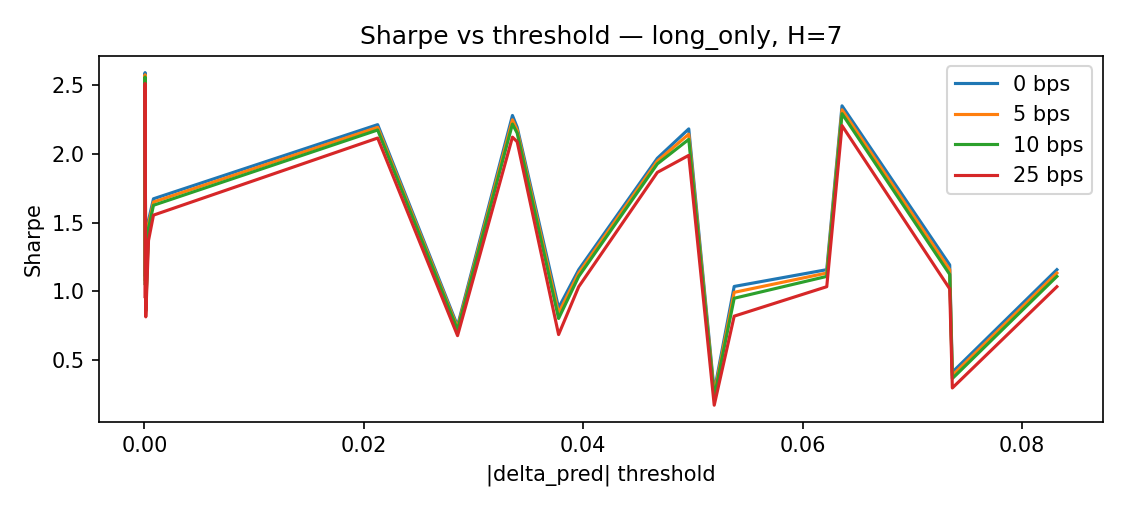 Sharpe vs threshold — long_only, H=7
0 bps
5 bps
10 bps
25 bps
Sharpe
2.5
2.0
1.5
1.0
0.5
0.00
0.02
0.04
0.06
0.08
|delta_pred| threshold